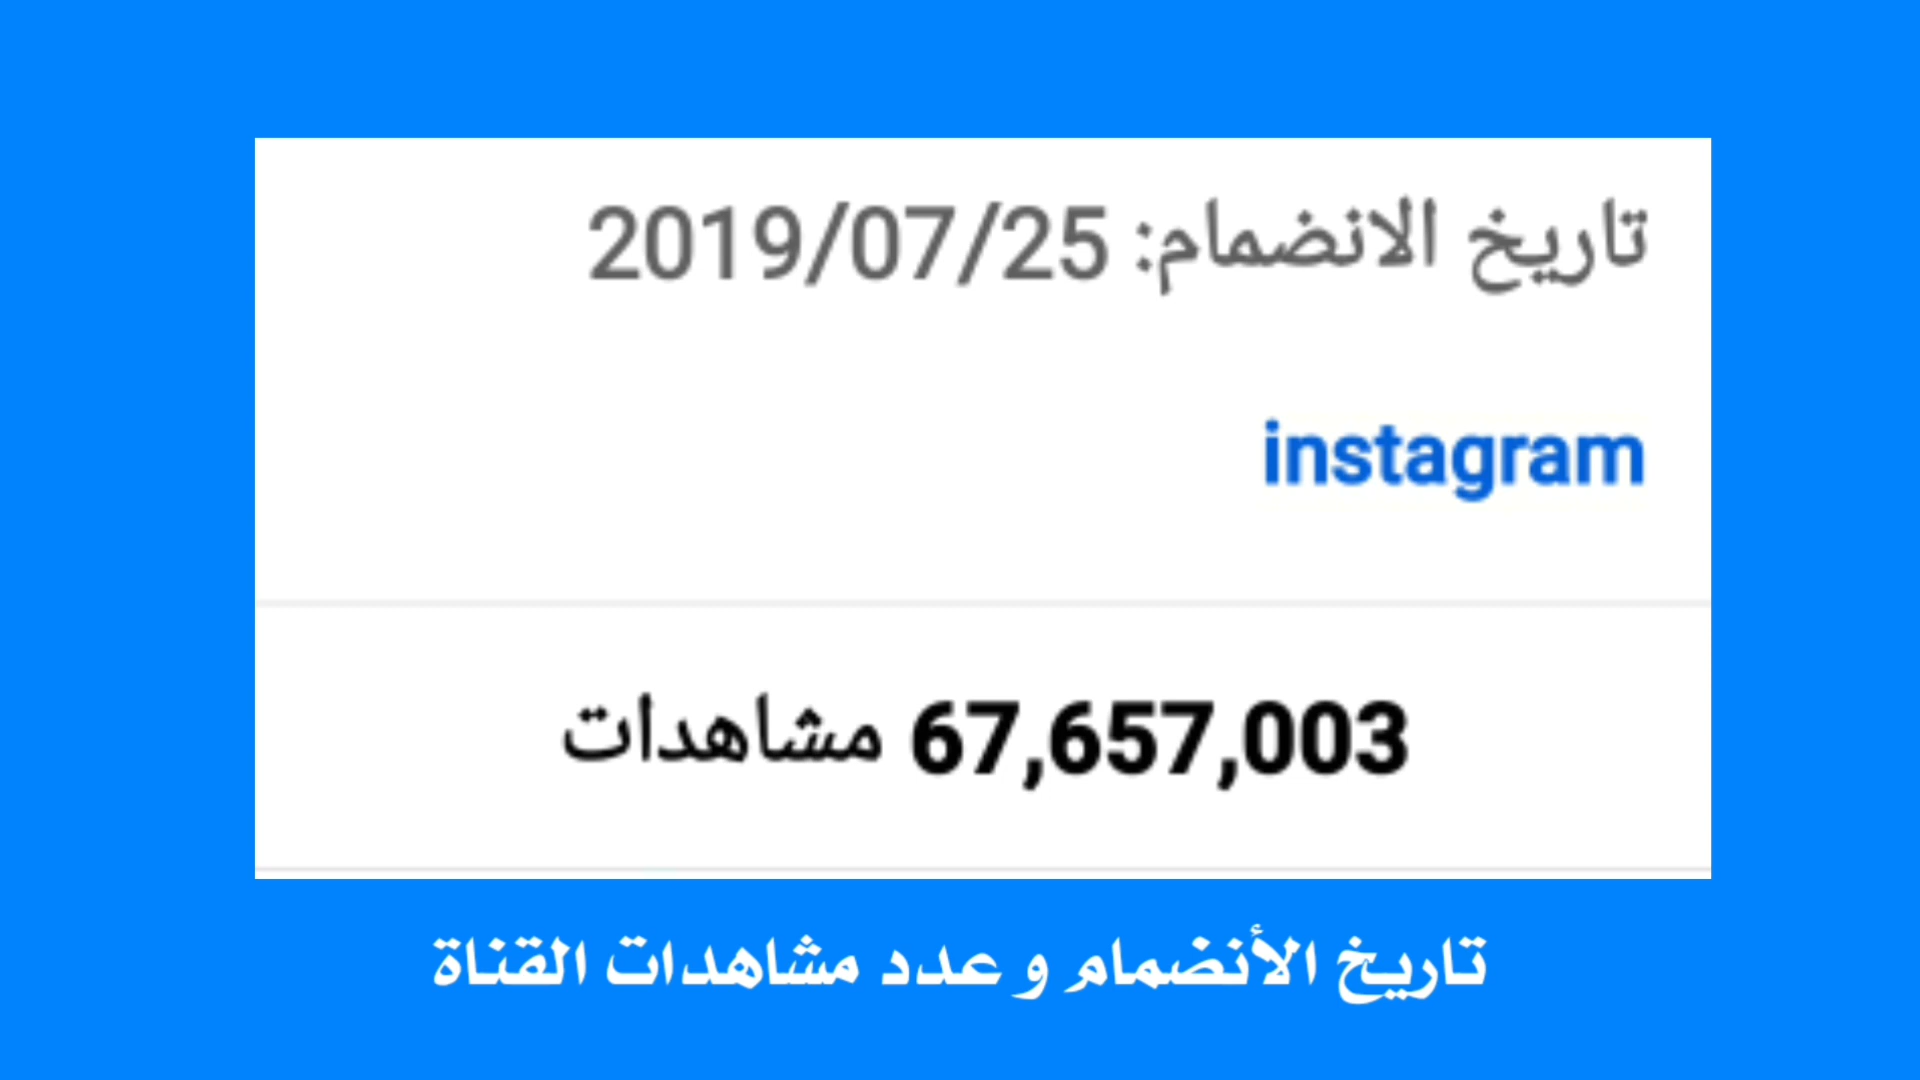 تاريخ الانضمام: 2019/07/25
instagram
67,657,003 مشاهدات
تاريخ الأنضمام و عدد مشاهدات القناة